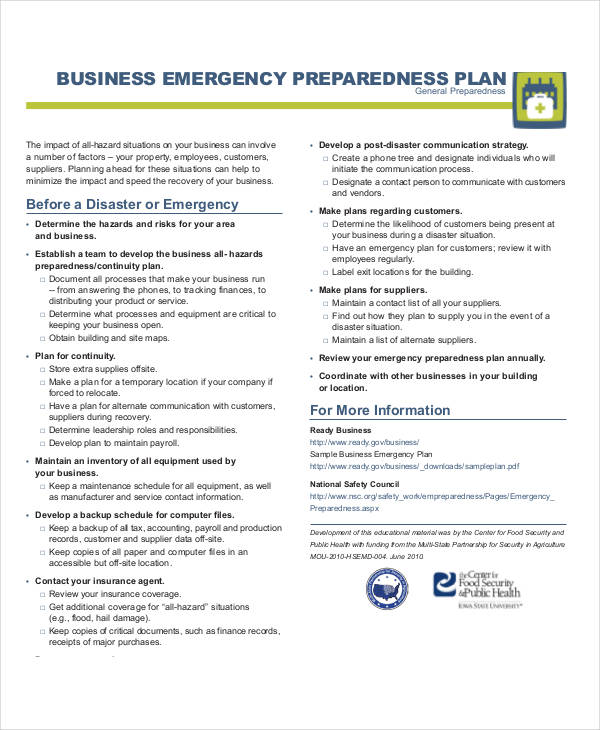 BUSINESS EMERGENCY PREPAREDNESS PLAN
General Preparedness
The impact of all-hazard situations on your business can involve
a number of factors – your property, employees, customers,
suppliers. Planning ahead for these situations can help to
minimize the impact and speed the recovery of your business.
Before a Disaster or Emergency
• Determine the hazards and risks for your area
and business.
• Establish a team to develop the business all- hazards
preparedness/continuity plan.
□ Document all processes that make your business run
-- from answering the phones, to tracking finances, to
distributing your product or service.
□ Determine what processes and equipment are critical to
keeping your business open.
□ Obtain building and site maps.
• Plan for continuity.
□ Store extra supplies offsite.
□ Make a plan for a temporary location if your company if
forced to relocate.
□ Have a plan for alternate communication with customers,
suppliers during recovery.
□ Determine leadership roles and responsibilities.
□ Develop plan to maintain payroll.
• Maintain an inventory of all equipment used by
your business.
□ Keep a maintenance schedule for all equipment, as well
as manufacturer and service contact information.
• Develop a backup schedule for computer files.
□ Keep a backup of all tax, accounting, payroll and production
records, customer and supplier data off-site.
□ Keep copies of all paper and computer files in an
accessible but off-site location.
• Contact your insurance agent.
□ Review your insurance coverage.
□ Get additional coverage for “all-hazard” situations
(e.g., flood, hail damage).
□ Keep copies of critical documents, such as finance records,
receipts of major purchases.
• Develop a post-disaster communication strategy.
□ Create a phone tree and designate individuals who will
initiate the communication process.
□ Designate a contact person to communicate with customers
and vendors.
• Make plans regarding customers.
□ Determine the likelihood of customers being present at
your business during a disaster situation.
□ Have an emergency plan for customers; review it with
employees regularly.
□ Label exit locations for the building.
• Make plans for suppliers.
□ Maintain a contact list of all your suppliers.
□ Find out how they plan to supply you in the event of a
disaster situation.
□ Maintain a list of alternate suppliers.
• Review your emergency preparedness plan annually.
• Coordinate with other businesses in your building
or location.
For More Information
Ready Business
http://www.ready.gov/business/
Sample Business Emergency Plan
http://www.ready.gov/business/_downloads/sampleplan.pdf
National Safety Council
http://www.nsc.org/safety_work/empreparedness/Pages/Emergency_
Preparedness.aspx
Development of this educational material was by the Center for Food Security and
Public Health with funding from the Multi-State Partnership for Security in Agriculture
MOU-2010-HSEMD-004. June 2010.
the Center for
Food Security
& Public Health
IOWA STATE UNIVERSITY®